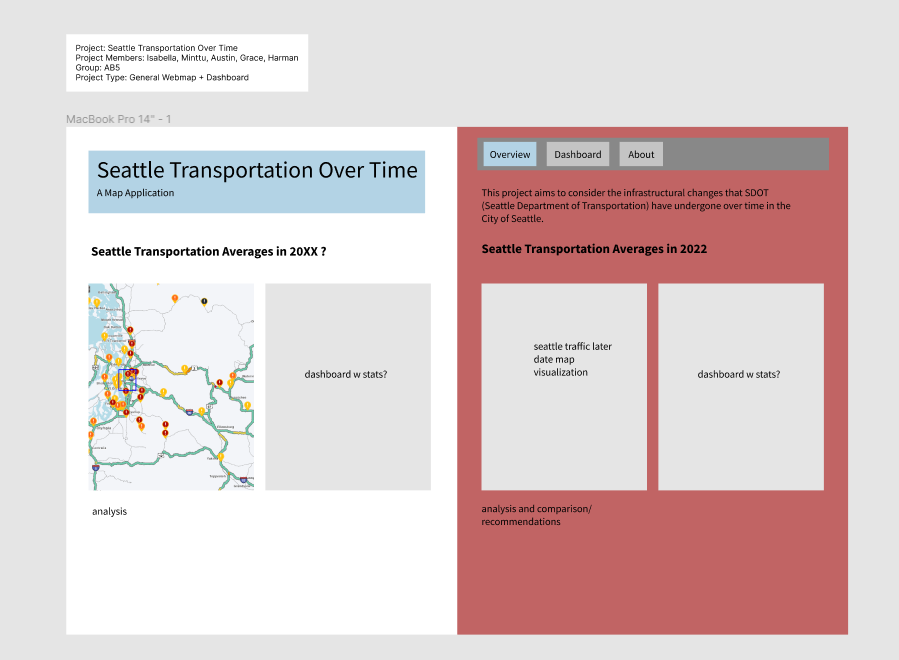 Project: Seattle Transportation Over Time
Project Members: Isabella, Minttu, Austin, Grace, Harman
Group: AB5
Project Type: General Webmap + Dashboard
MacBook Pro 14" - 1
Seattle Transportation Over Time
A Map Application
Seattle Transportation Averages in 20XX ?
dashboard w stats?
analysis
Overview
Dashboard
About
This project aims to consider the infrastructural changes that SDOT
(Seattle Department of Transportation) have undergone over time in the
City of Seattle.
Seattle Transportation Averages in 2022
seattle traffic later
date map
visualization
dashboard w stats?
analysis and comparison/
recommendations